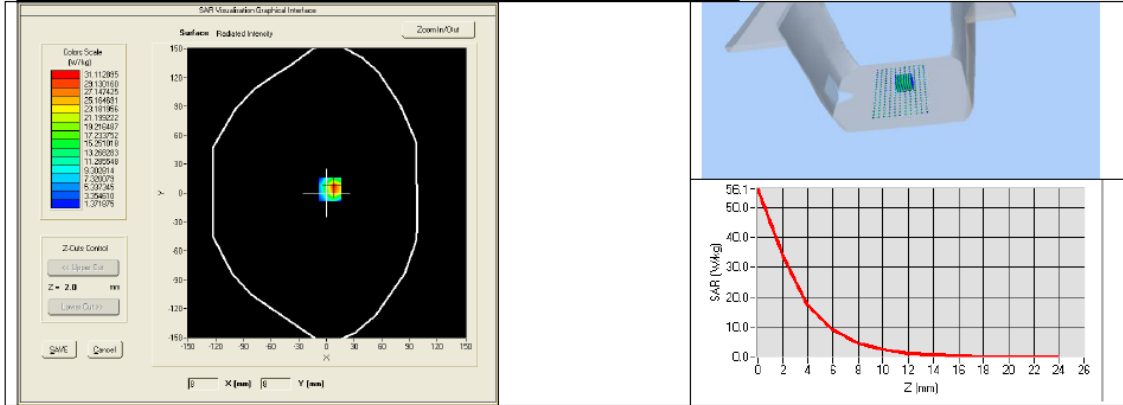 SAR Visualisation Graphical Interface
Surface Radiated Intensity
Zoom In/Out
Colors Scale
(W/kg)
31.112895
29.130160
27.147425
25.164691
23.181956
21.199222
19.216487
17.233752
15.251018
13.268283
11.285548
9.302814
7.320079
5.337345
3.354610
1.371875
150
120
90
60
30
0
-30
-60
-90
-120
-150
Y
-150 -120 -90 -60 -30 0 30 60 90 120 150
X
Z-Cuts Control
<< Upper Cut
Z = 2.0 mm
Lower Cut >>
SAVE Cancel
8 X (mm) 8 Y (mm)
56.1
50.0
40.0
30.0
20.0
10.0
0.0
SAR (W/kg)
0 2 4 6 8 10 12 14 16 18 20 22 24 26
Z (mm)